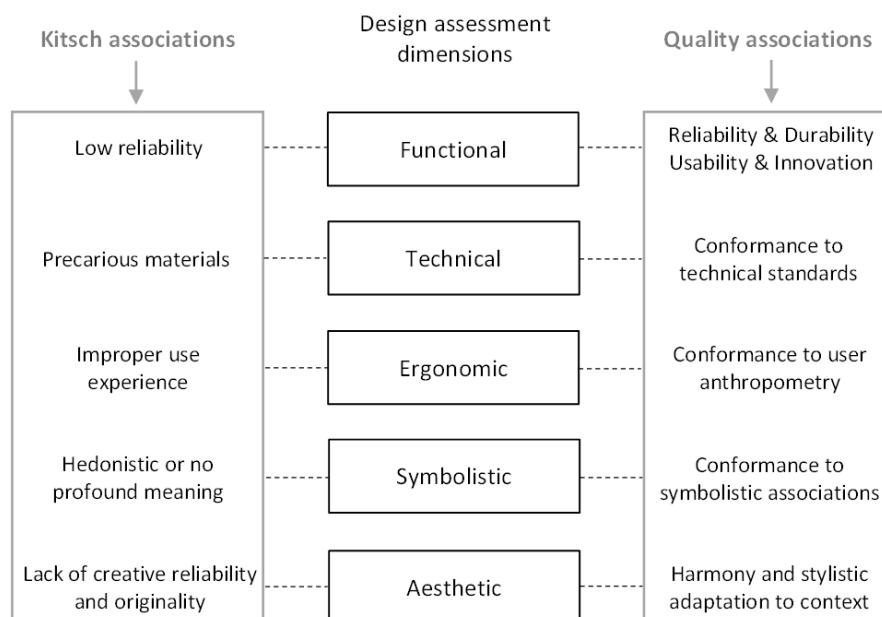 Kitsch associations
Design assessment
dimensions
Quality associations
Low reliability
Functional
Reliability & Durability
Usability & Innovation
Precarious materials
Technical
Conformance to
technical standards
Improper use
experience
Ergonomic
Conformance to user
anthropometry
Hedonistic or no
profound meaning
Symbolistic
Conformance to
symbolistic associations
Lack of creative reliability
and originality
Aesthetic
Harmony and stylistic
adaptation to context